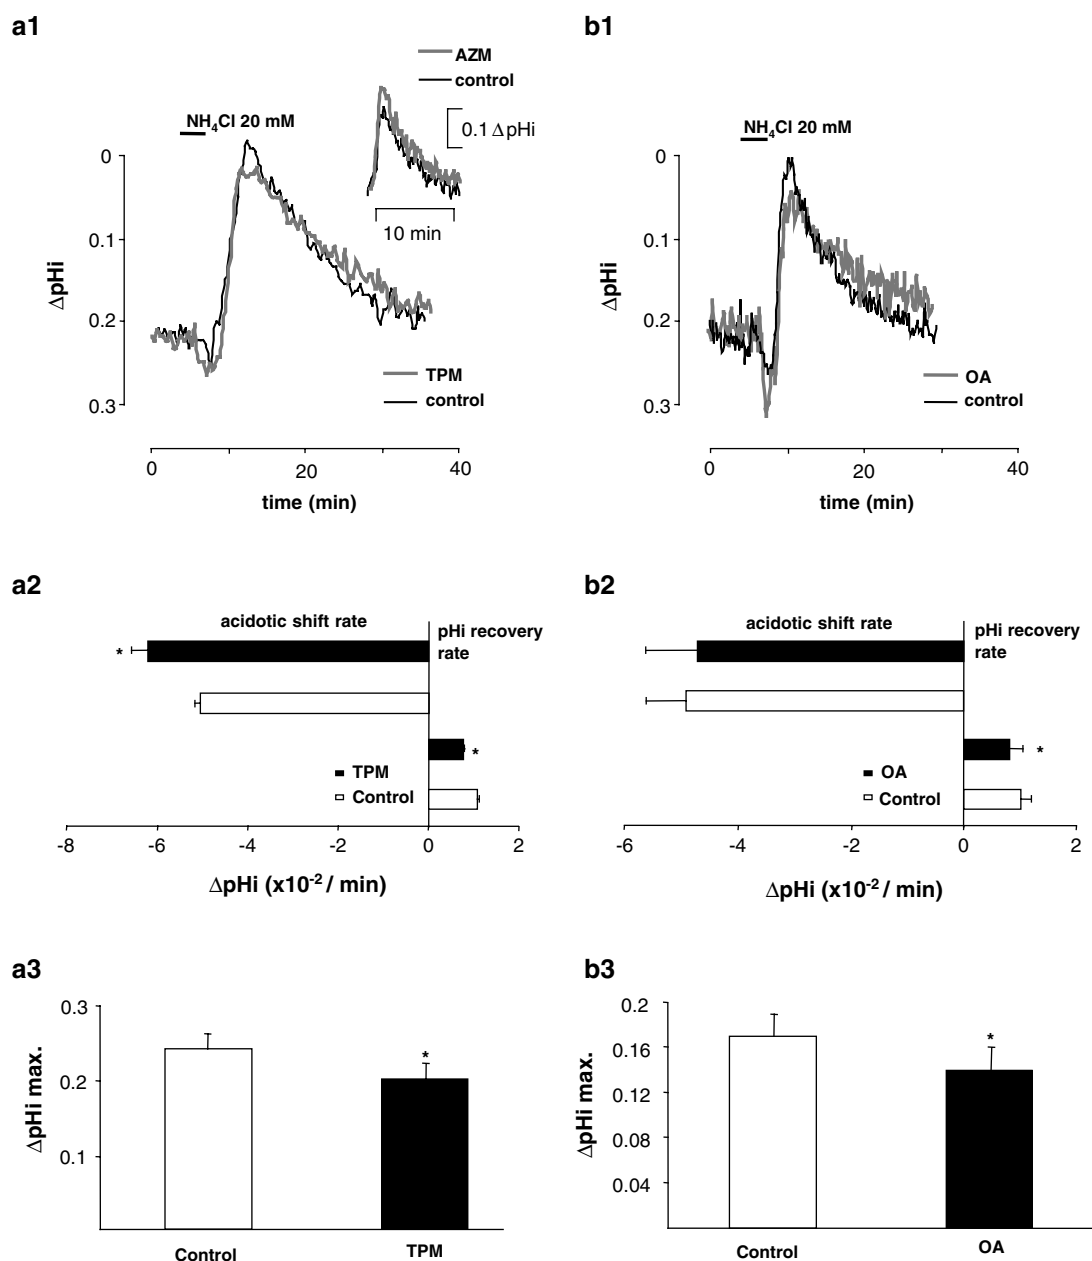 a1
AZM
control
0.1 ΔpHi
10 min
NH4Cl 20 mM
0
0.1
0.2
0.3
ΔpHi
TPM
control
0
20
40
time (min)
b1
NH4Cl 20 mM
0
0.1
0.2
0.3
ΔpHi
OA
control
0
20
40
time (min)
a2
acidotic shift rate
pHi recovery
rate
*
*
TPM
Control
-8
-6
-4
-2
0
2
ΔpHi (x10-2 / min)
b2
acidotic shift rate
pHi recovery
rate
*
OA
Control
-6
-4
-2
0
2
ΔpHi (x10-2 / min)
a3
0.3
0.2
0.1
ΔpHi max.
*
Control
TPM
b3
0.2
0.16
0.12
0.08
0.04
ΔpHi max.
*
Control
OA